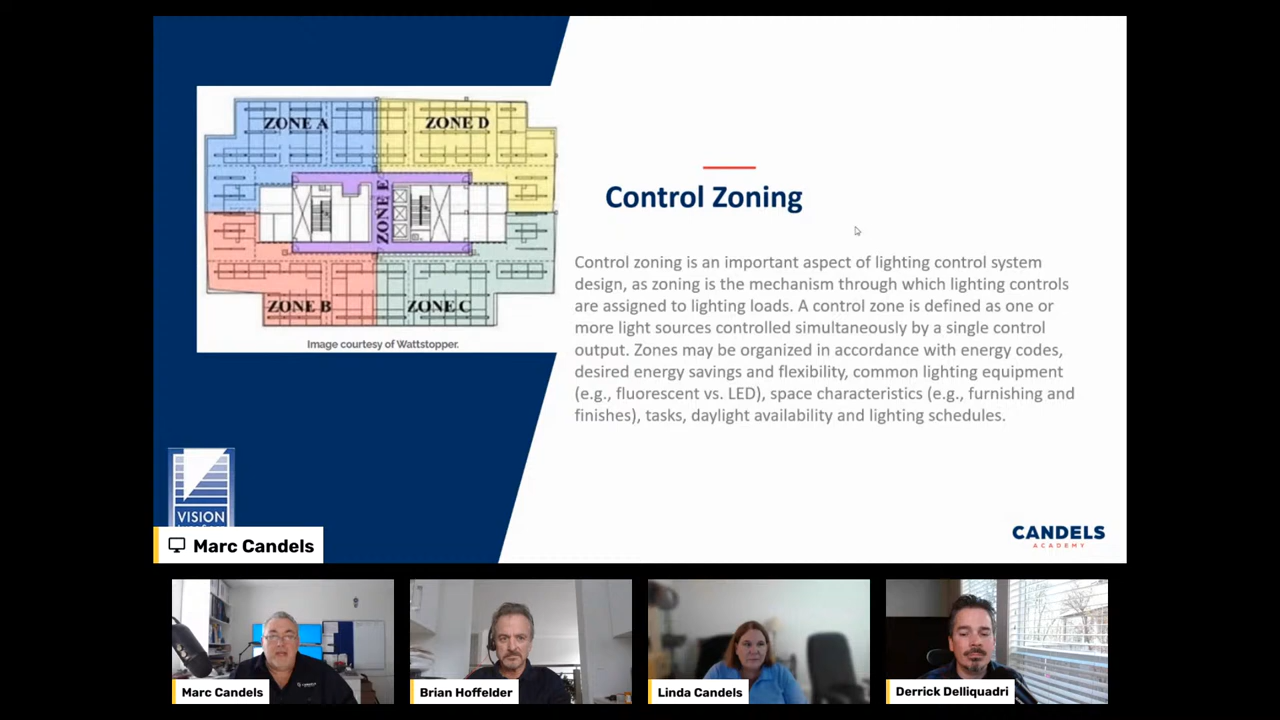 ZONE A
ZONE D
ZONE E
ZONE B
ZONE C
Image courtesy of Wattstopper.
Control Zoning
Control zoning is an important aspect of lighting control system
design, as zoning is the mechanism through which lighting controls
are assigned to lighting loads. A control zone is defined as one or
more light sources controlled simultaneously by a single control
output. Zones may be organized in accordance with energy codes,
desired energy savings and flexibility, common lighting equipment
(e.g., fluorescent vs. LED), space characteristics (e.g., furnishing and
finishes), tasks, daylight availability and lighting schedules.
VISION
CANDELS
ACADEMY
Marc Candels
Marc Candels
Brian Hoffelder
Linda Candels
Derrick Delliquadri